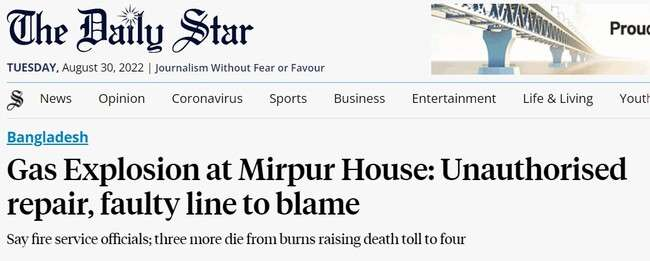 The Daily Star
TUESDAY, August 30, 2022 | Journalism Without Fear or Favour
Proud
News Opinion Coronavirus Sports Business Entertainment Life & Living Youth
Bangladesh
Gas Explosion at Mirpur House: Unauthorised
repair, faulty line to blame
Say fire service officials; three more die from burns raising death toll to four